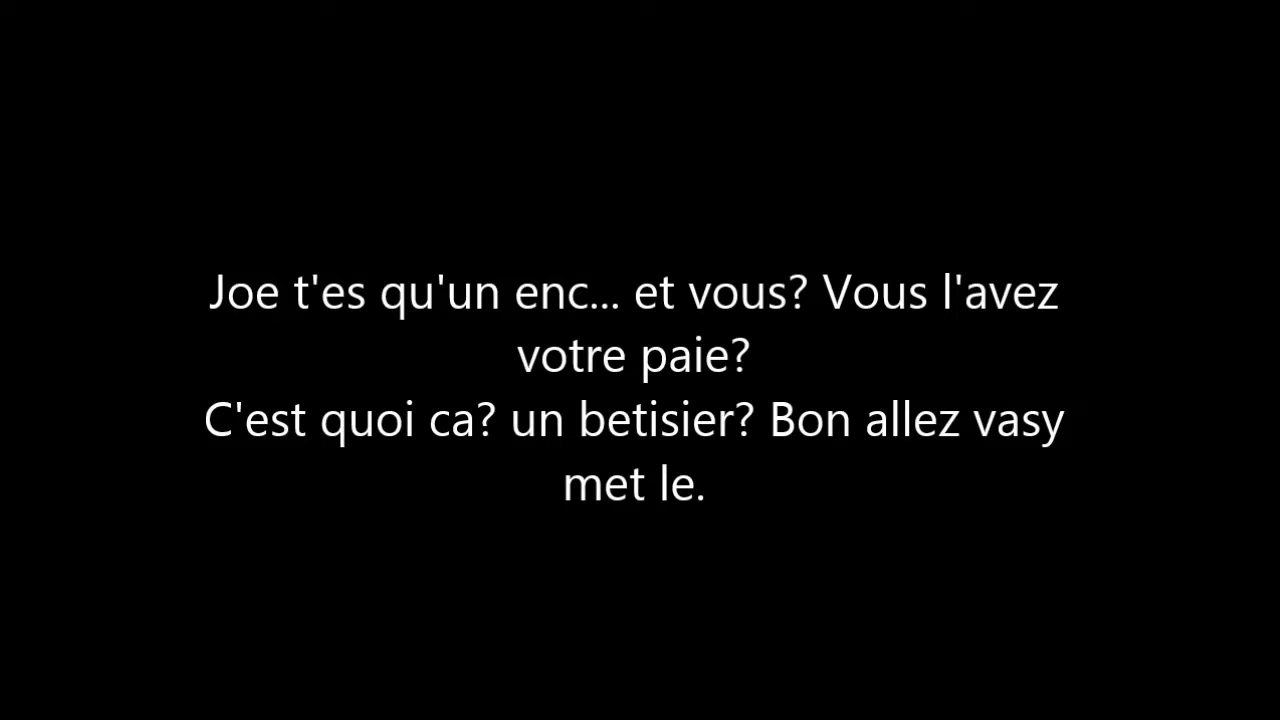 Joe t'es qu'un enc... et vous? Vous l'avez
votre paie?
C'est quoi ca? un betisier? Bon allez vasy
met le.